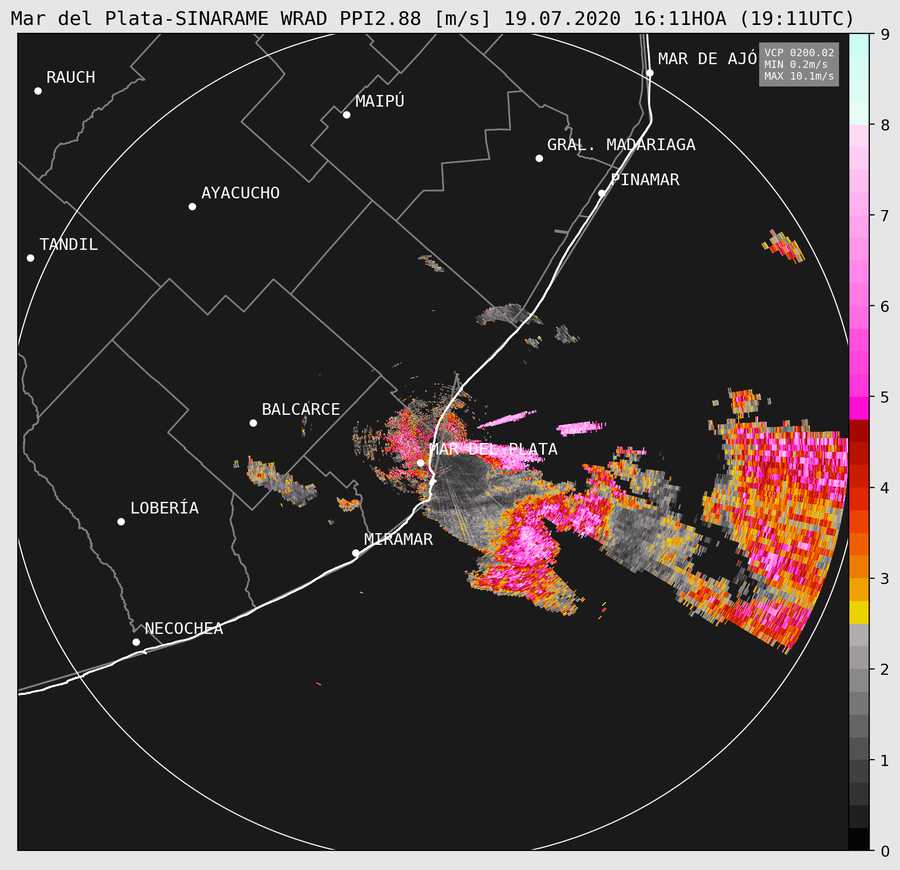 Mar del Plata-SINARAME WRAD PPI2.88 [m/s] 19.07.2020 16:11HOA (19:11UTC)
VCP 0200.02
MIN 0.2m/s
MAX 10.1m/s
MAR DE AJÓ
RAUCH
MAIPÚ
GRAL. MADARIAGA
PINAMAR
AYACUCHO
TANDIL
BALCARCE
MAR DEL PLATA
LOBERÍA
MIRAMAR
NECOCHEA
9
8
7
6
5
4
3
2
1
0